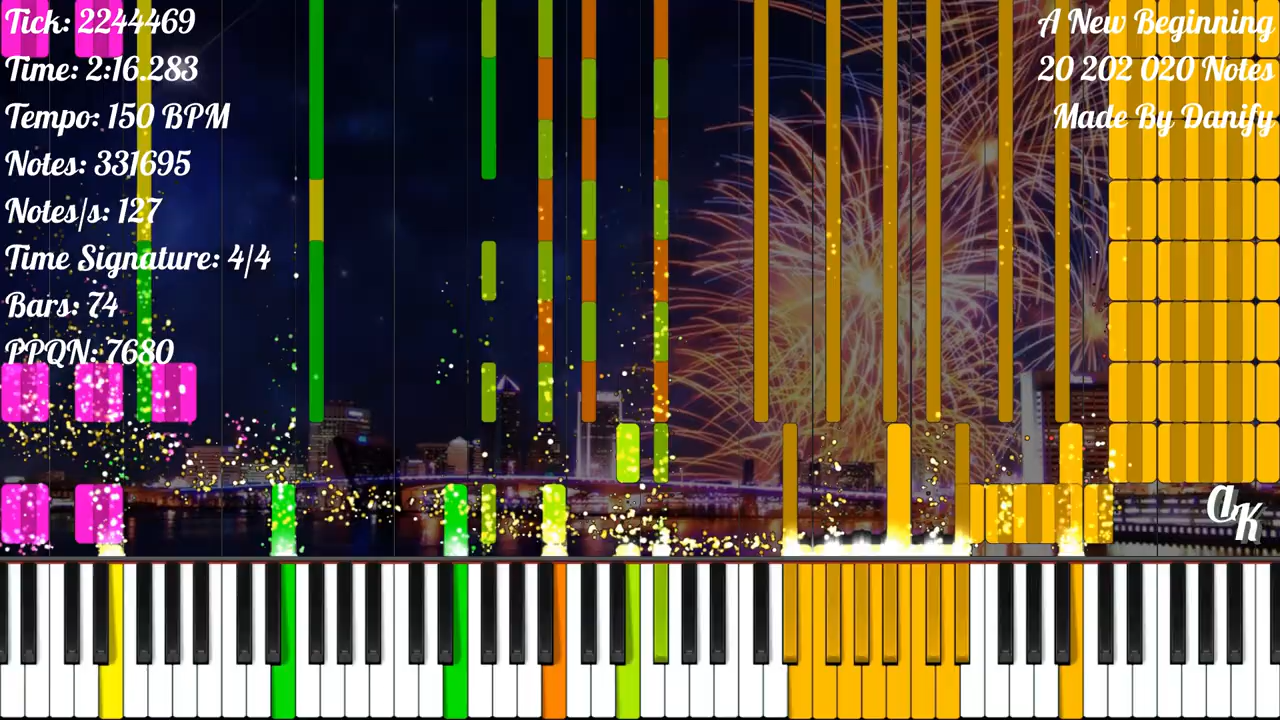 Tick: 2244469
Time: 2:16.283
Tempo: 150 BPM
Notes: 331695
Notes/s: 127
Time Signature: 4/4
Bars: 74
PPQN: 7680
A New Beginning
20 202 020 Notes
Made By Danify
AK